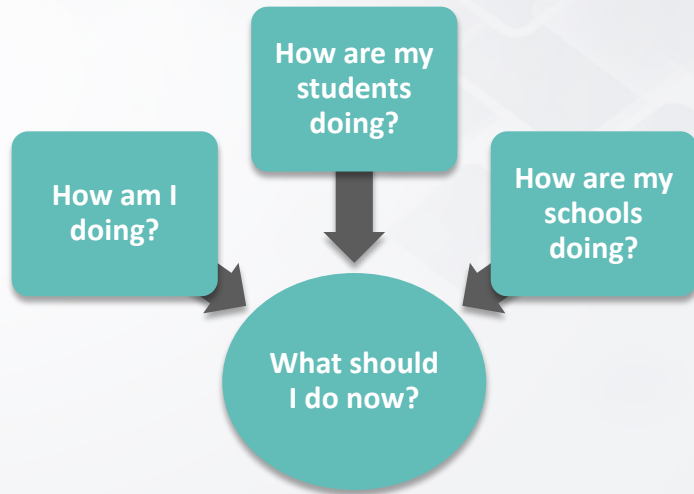 How are my
students
doing?
How am I
doing?
How are my
schools
doing?
What should
I do now?